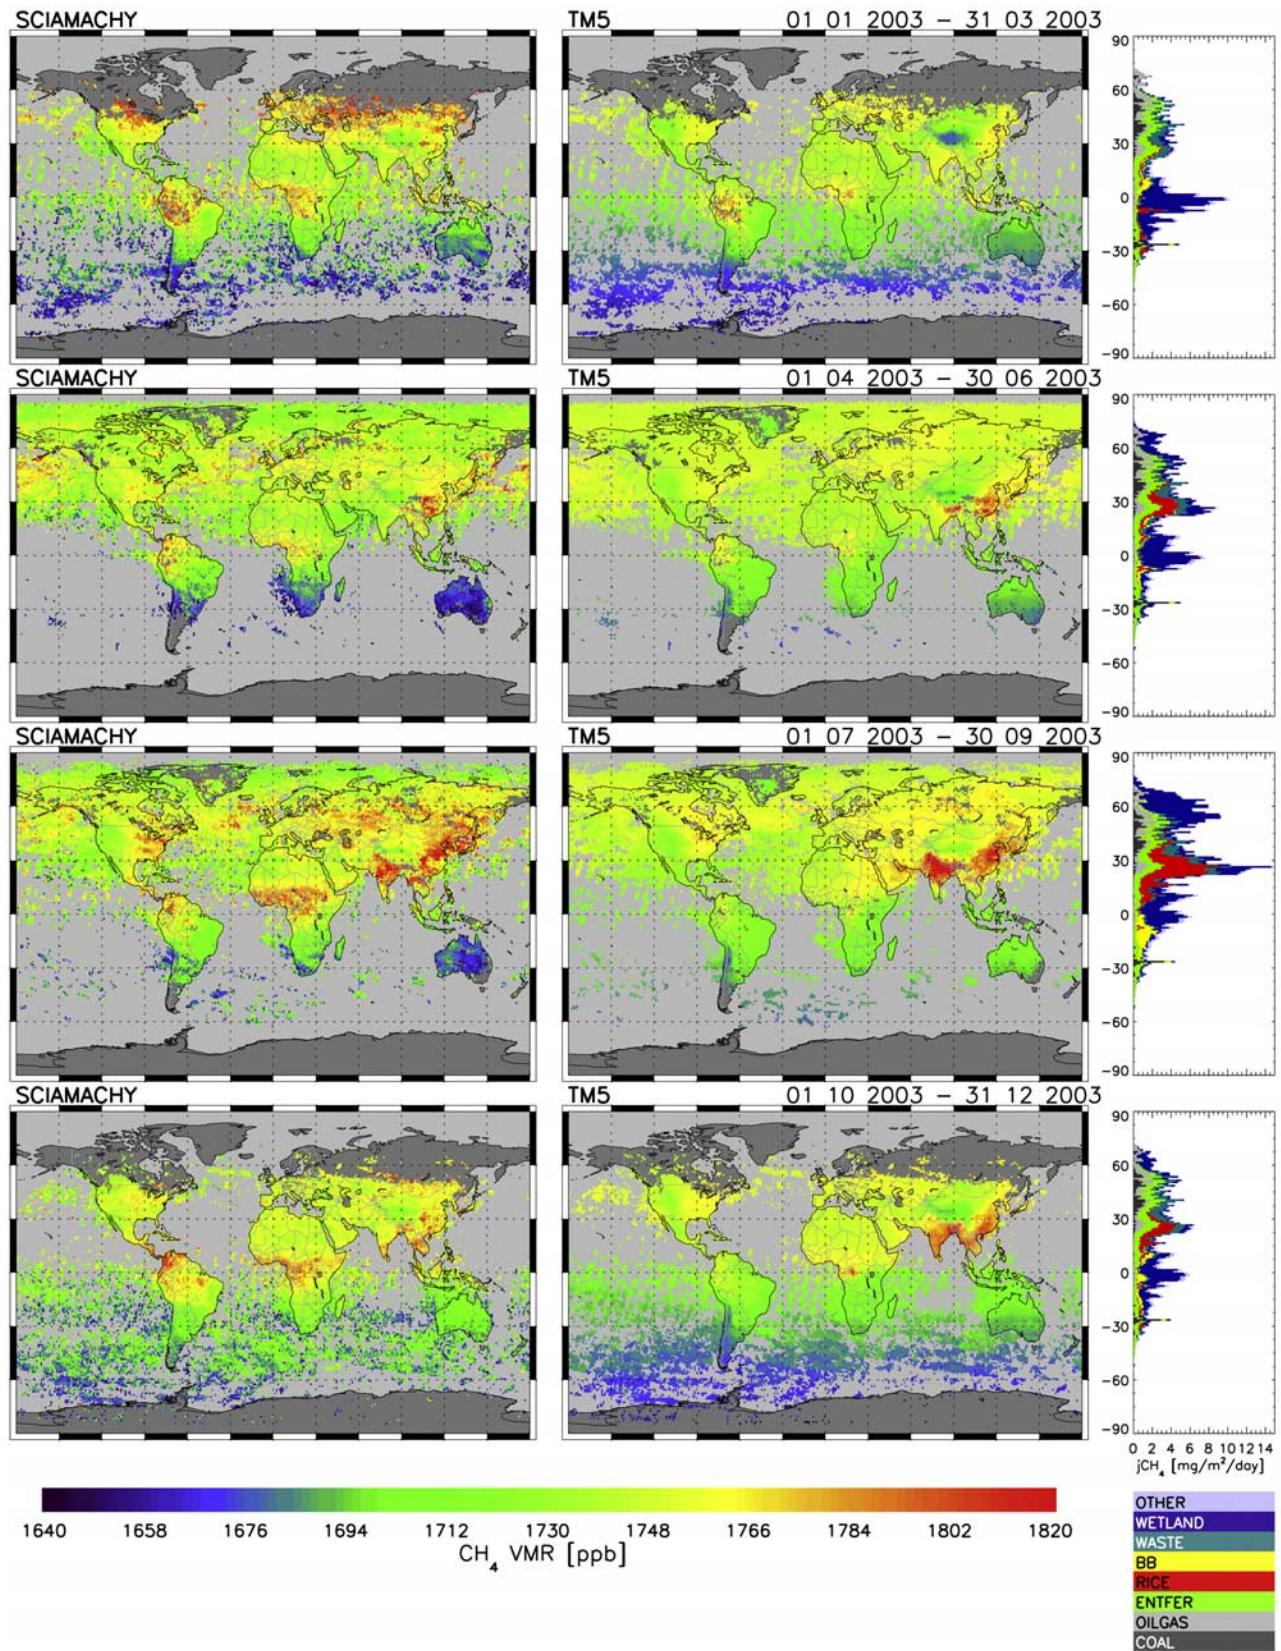 SCIAMACHY TM5 01 01 2003 – 31 03 2003
90
60
30
0
-30
-60
-90
SCIAMACHY TM5 01 04 2003 – 30 06 2003
90
60
30
0
-30
-60
-90
SCIAMACHY TM5 01 07 2003 – 30 09 2003
90
60
30
0
-30
-60
-90
SCIAMACHY TM5 01 10 2003 – 31 12 2003
90
60
30
0
-30
-60
-90
0 2 4 6 8 10 12 14
jCH₄ [mg/m²/day]
1640 1658 1676 1694 1712 1730 1748 1766 1784 1802 1820
CH₄ VMR [ppb]
OTHER
WETLAND
WASTE
BB
RICE
ENTFER
OILGAS
COAL